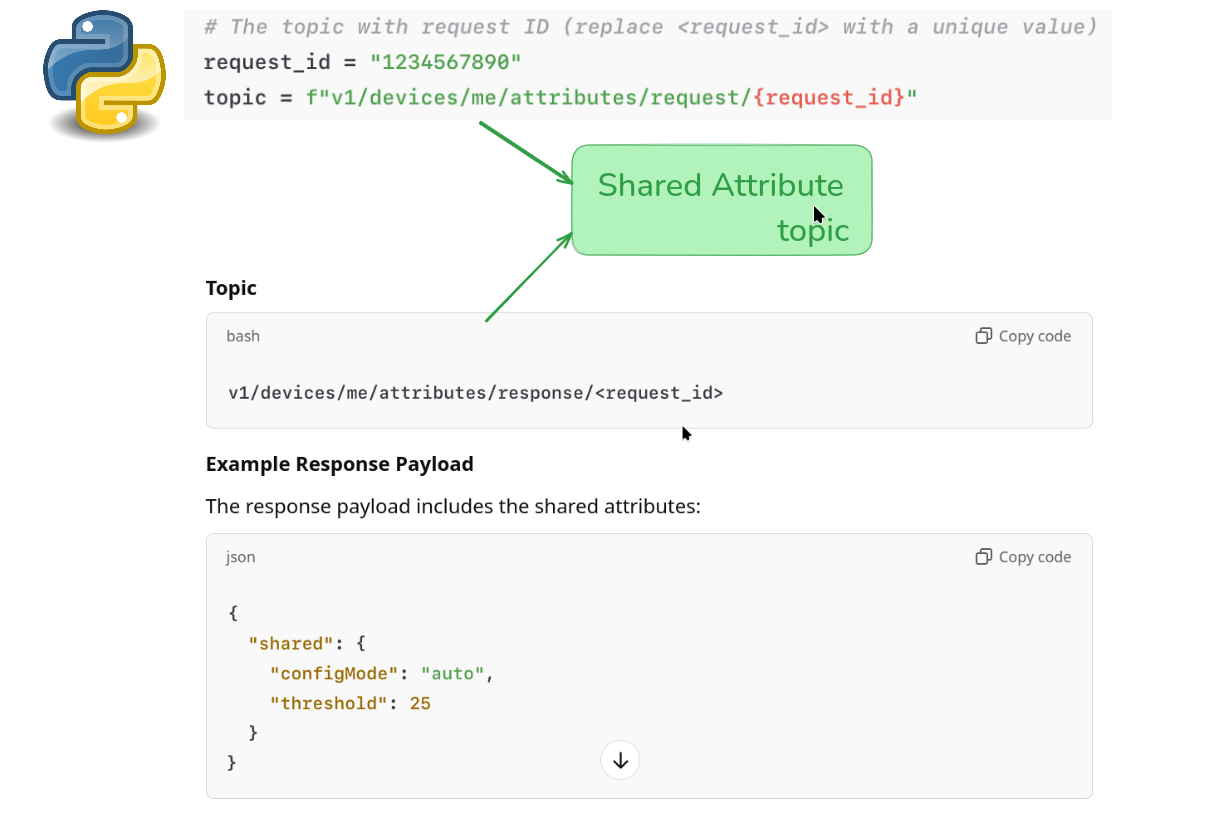 # The topic with request ID (replace <request_id> with a unique value)
request_id = "1234567890"
topic = f"v1/devices/me/attributes/request/{request_id}"
Shared Attribute
topic
Topic
bash
Copy code
v1/devices/me/attributes/response/<request_id>
Example Response Payload
The response payload includes the shared attributes:
json
Copy code
{
  "shared": {
    "configMode": "auto",
    "threshold": 25
  }
}